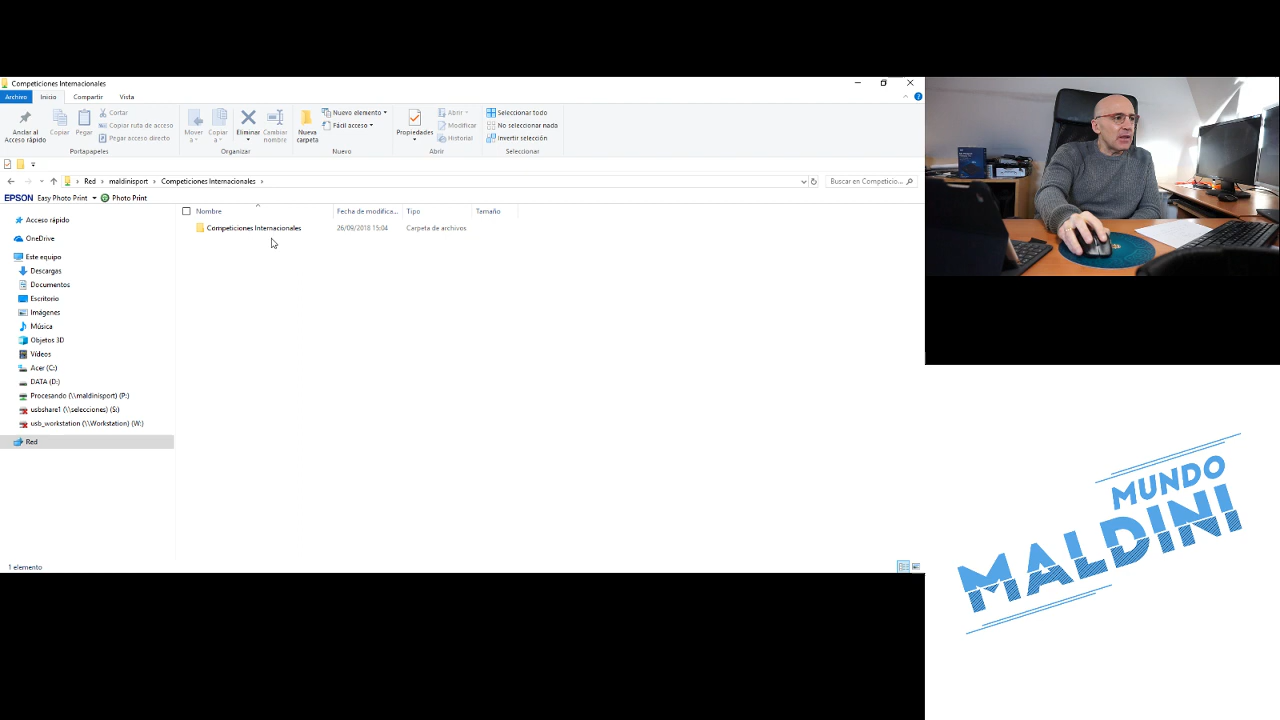 Competiciones Internacionales
Archivo Inicio Compartir Vista
Anclar al Acceso rápido
Copiar
Pegar
Cortar
Copiar ruta de acceso
Pegar acceso directo
Portapapeles
Mover a
Copiar a
Eliminar
Cambiar nombre
Organizar
Nueva carpeta
Nuevo elemento
Fácil acceso
Nuevo
Propiedades
Abrir
Modificar
Historial
Abrir
Seleccionar todo
No seleccionar nada
Invertir selección
Seleccionar
Red > maldinisport > Competiciones Internacionales >
Buscar en Competicio...
EPSON Easy Photo Print Photo Print
Nombre Fecha de modifica... Tipo Tamaño
Competiciones Internacionales 26/09/2018 15:04 Carpeta de archivos
Acceso rápido
OneDrive
Este equipo
Descargas
Documentos
Escritorio
Imágenes
Música
Objetos 3D
Vídeos
Acer (C:)
DATA (D:)
Procesando (\\maldinisport) (P:)
usbshare1 (\\selecciones) (S:)
usb_workstation (\\Workstation) (W:)
Red
1 elemento
MUNDO
MALDINI